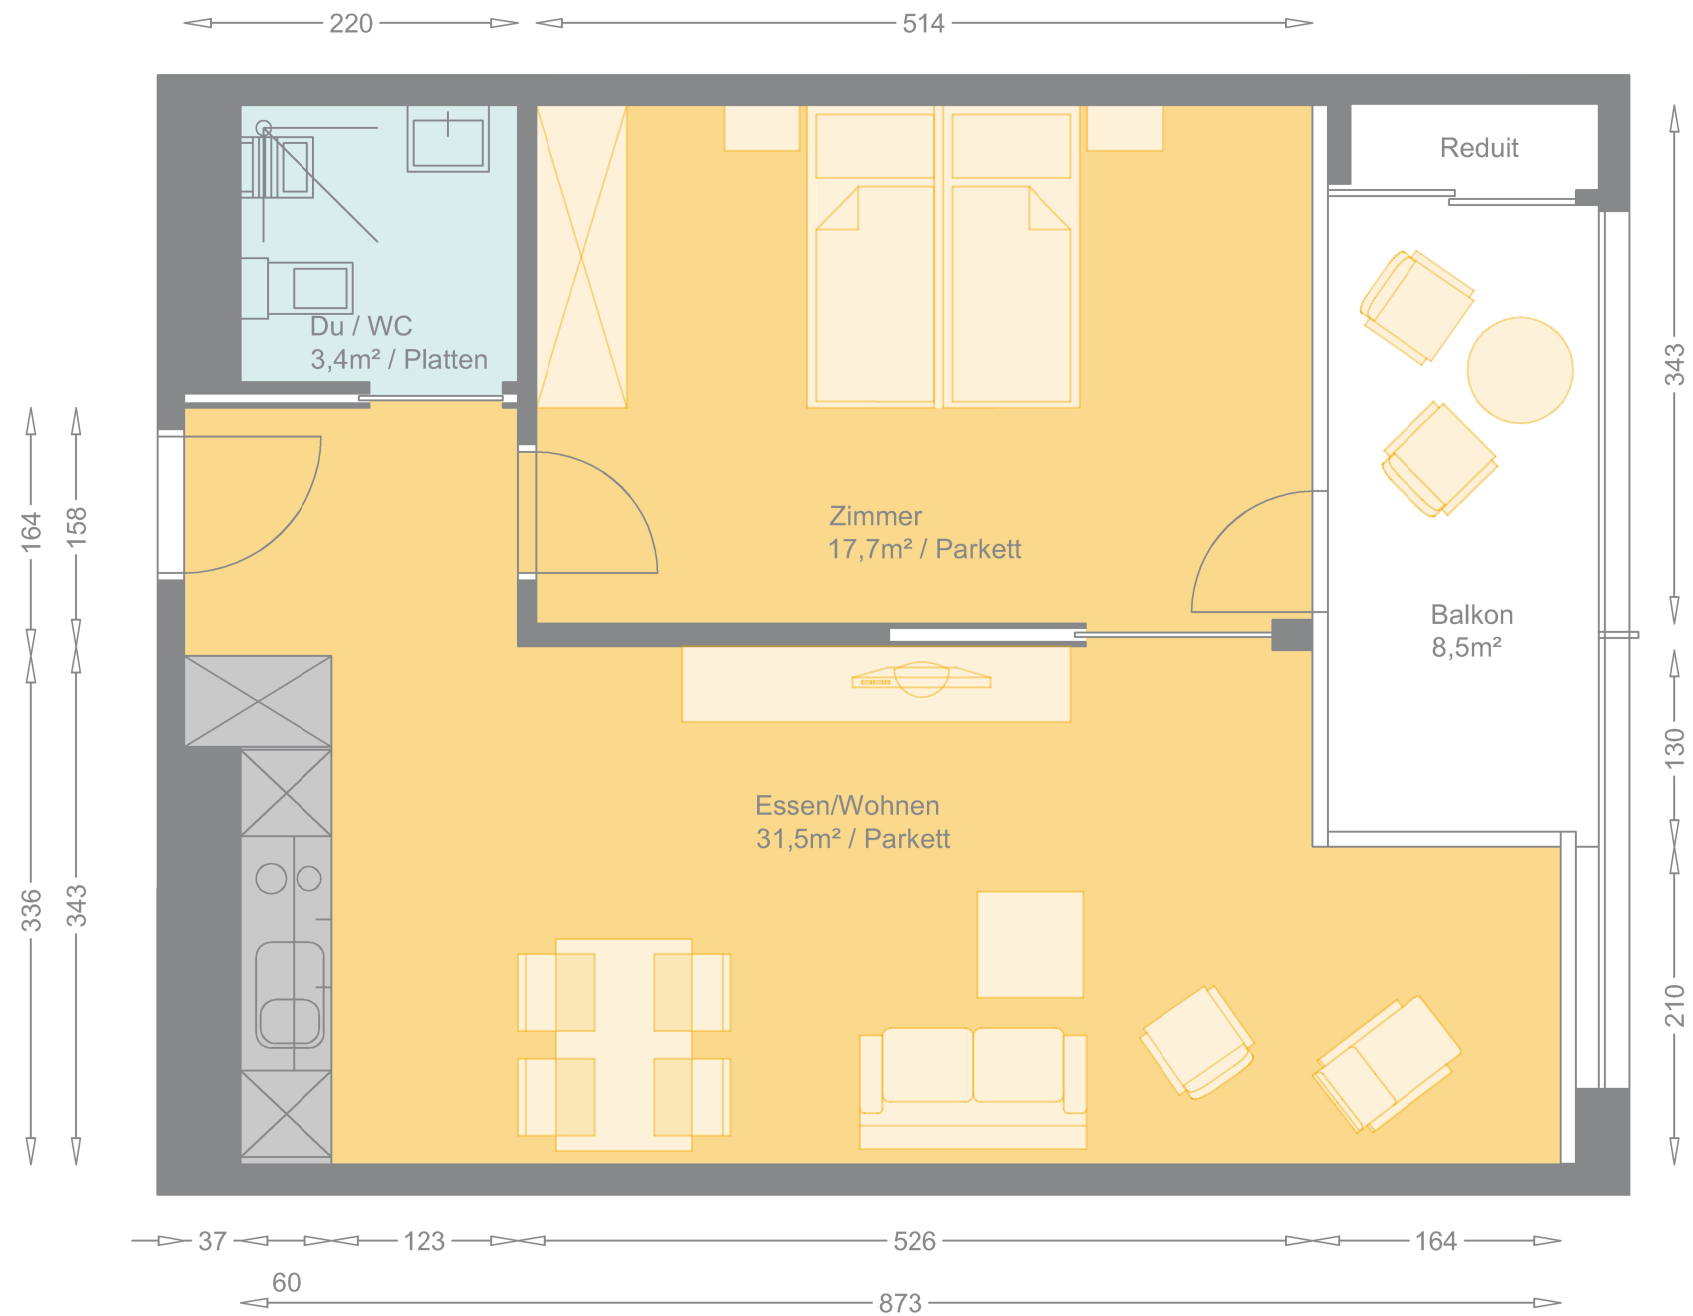 220
514
Reduit
Du / WC
3,4m² / Platten
343
164
158
Zimmer
17,7m² / Parkett
Balkon
8,5m²
130
Essen/Wohnen
31,5m² / Parkett
336
343
210
37
123
526
164
60
873